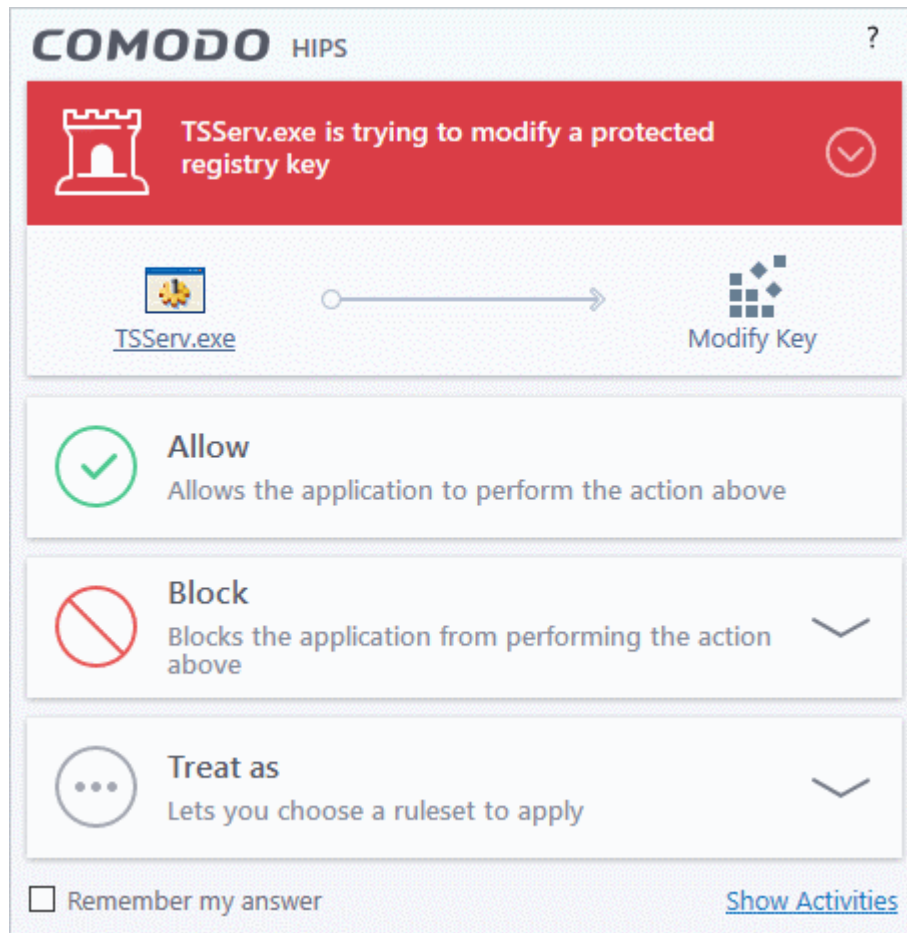 COMODO HIPS ?
TSServ.exe is trying to modify a protected
registry key
TSServ.exe Modify Key
Allow
Allows the application to perform the action above
Block
Blocks the application from performing the action
above
Treat as
Lets you choose a ruleset to apply
Remember my answer Show Activities